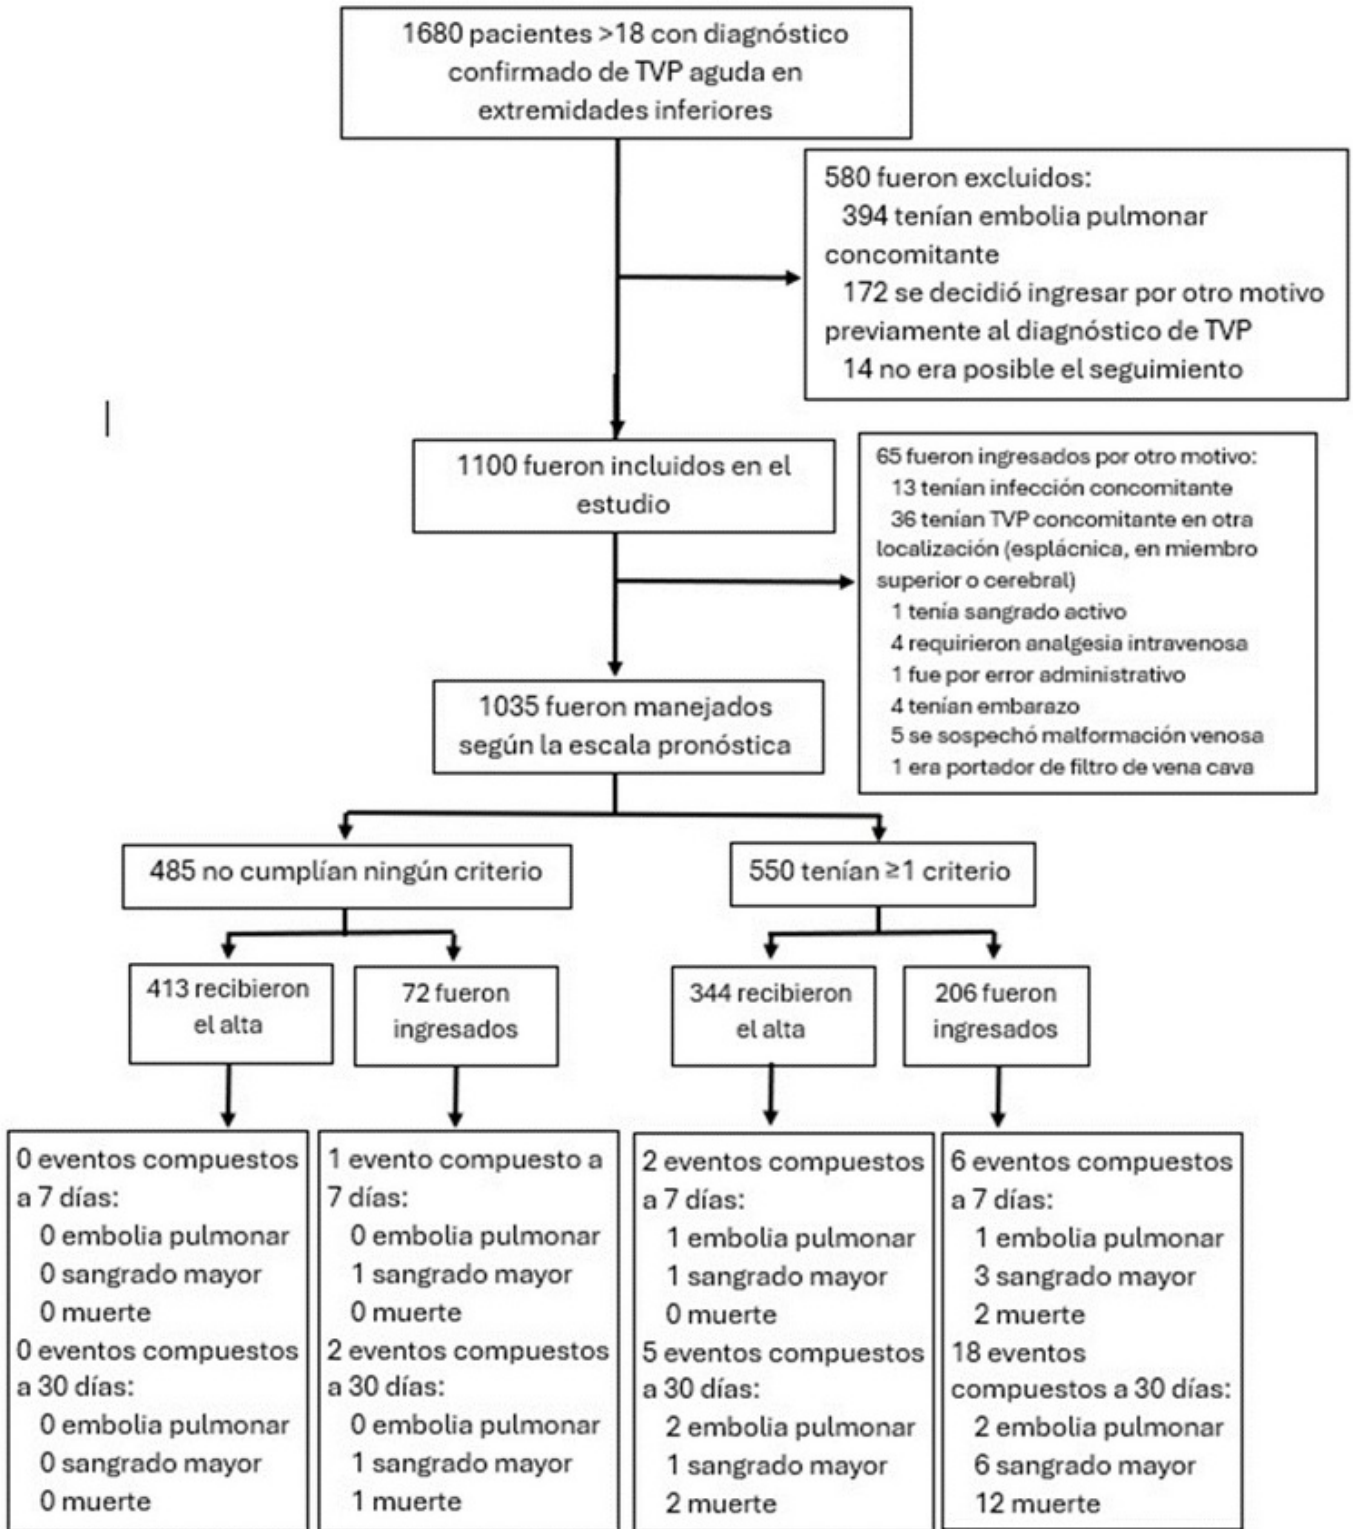 1680 pacientes >18 con diagnóstico
confirmado de TVP aguda en
extremidades inferiores
580 fueron excluidos:
394 tenían embolia pulmonar
concomitante
172 se decidió ingresar por otro motivo
previamente al diagnóstico de TVP
14 no era posible el seguimiento
1100 fueron incluidos en el
estudio
65 fueron ingresados por otro motivo:
13 tenían infección concomitante
36 tenían TVP concomitante en otra
localización (esplácnica, en miembro
superior o cerebral)
1 tenía sangrado activo
4 requirieron analgesia intravenosa
1 fue por error administrativo
4 tenían embarazo
5 se sospechó malformación venosa
1 era portador de filtro de vena cava
1035 fueron manejados
según la escala pronóstica
485 no cumplían ningún criterio
550 tenían ≥1 criterio
413 recibieron
el alta
72 fueron
ingresados
344 recibieron
el alta
206 fueron
ingresados
0 eventos compuestos
a 7 días:
0 embolia pulmonar
0 sangrado mayor
0 muerte
0 eventos compuestos
a 30 días:
0 embolia pulmonar
0 sangrado mayor
0 muerte
1 evento compuesto a
7 días:
0 embolia pulmonar
1 sangrado mayor
0 muerte
2 eventos compuestos
a 30 días:
0 embolia pulmonar
1 sangrado mayor
1 muerte
2 eventos compuestos
a 7 días:
1 embolia pulmonar
1 sangrado mayor
0 muerte
5 eventos compuestos
a 30 días:
2 embolia pulmonar
1 sangrado mayor
2 muerte
6 eventos compuestos
a 7 días:
1 embolia pulmonar
3 sangrado mayor
2 muerte
18 eventos
compuestos a 30 días:
2 embolia pulmonar
6 sangrado mayor
12 muerte